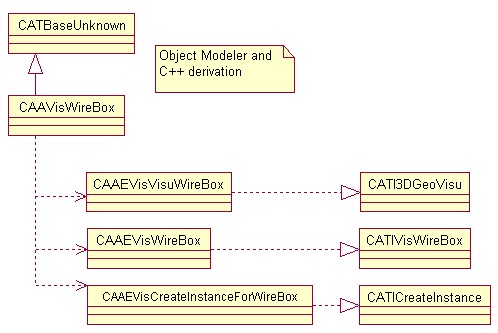 CATBaseUnknown
Object Modeler and
C++ derivation
CAAVisWireBox
CAAEVisVisuWireBox
CATI3DGeoVisu
CAAEVisWireBox
CATIVisWireBox
CAAEVisCreateInstanceForWireBox
CATICreateInstance